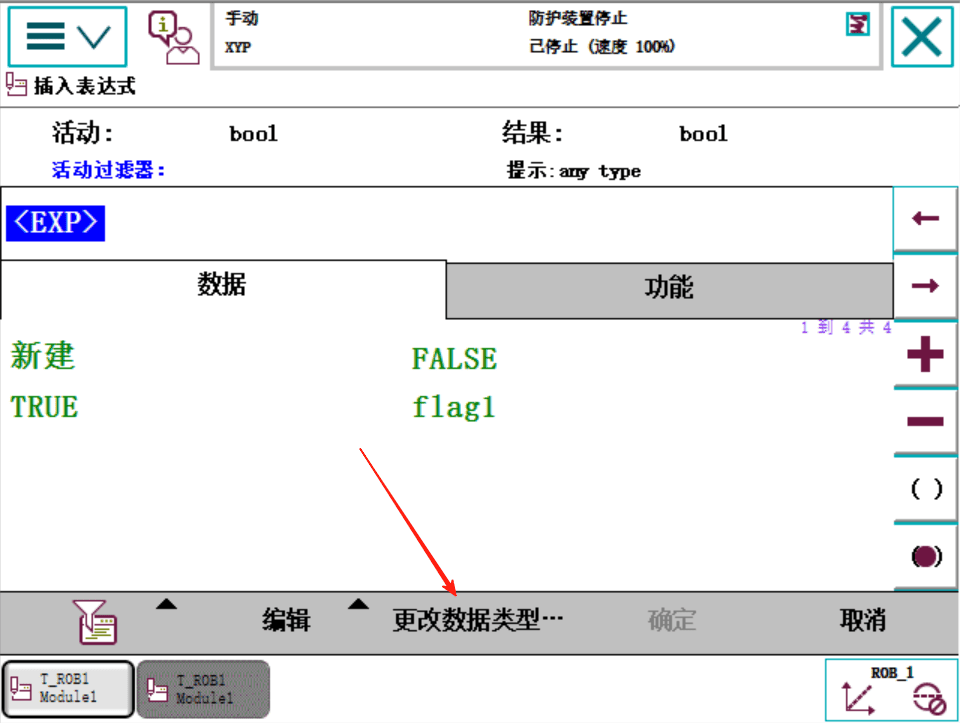 手动
防护装置停止
XYP
己停止 (速度 100%)
插入表达式
活动: bool 结果: bool
活动过滤器: 提示:any type
<EXP>
数据 功能
1 到 4 共 4
新建 FALSE
TRUE flag1
( )
编辑 更改数据类型… 确定 取消
T_ROB1
Module1
T_ROB1
Module1
ROB_1